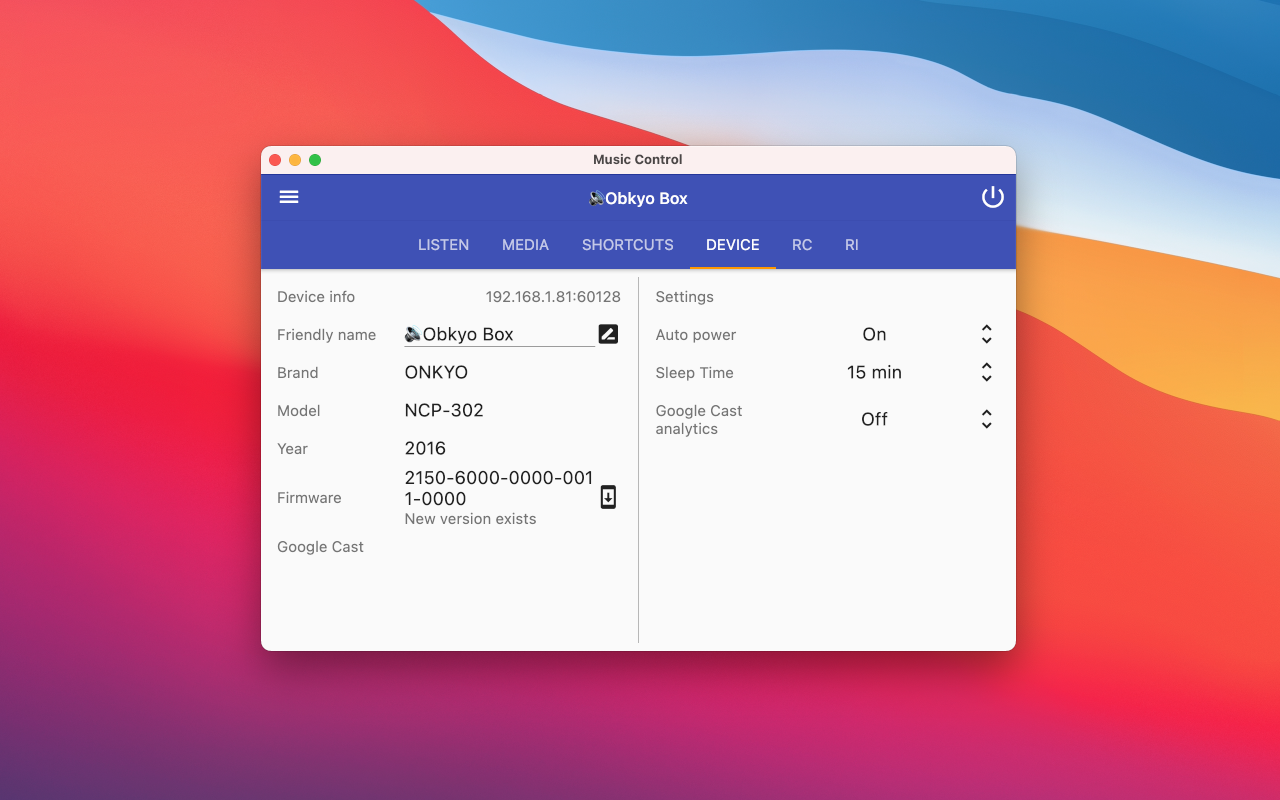 Music Control
🔊Obkyo Box
LISTEN MEDIA SHORTCUTS DEVICE RC RI
Device info 192.168.1.81:60128
Friendly name 🔊Obkyo Box
Brand ONKYO
Model NCP-302
Year 2016
Firmware 2150-6000-0000-001
1-0000
New version exists
Google Cast
Settings
Auto power On
Sleep Time 15 min
Google Cast
analytics Off